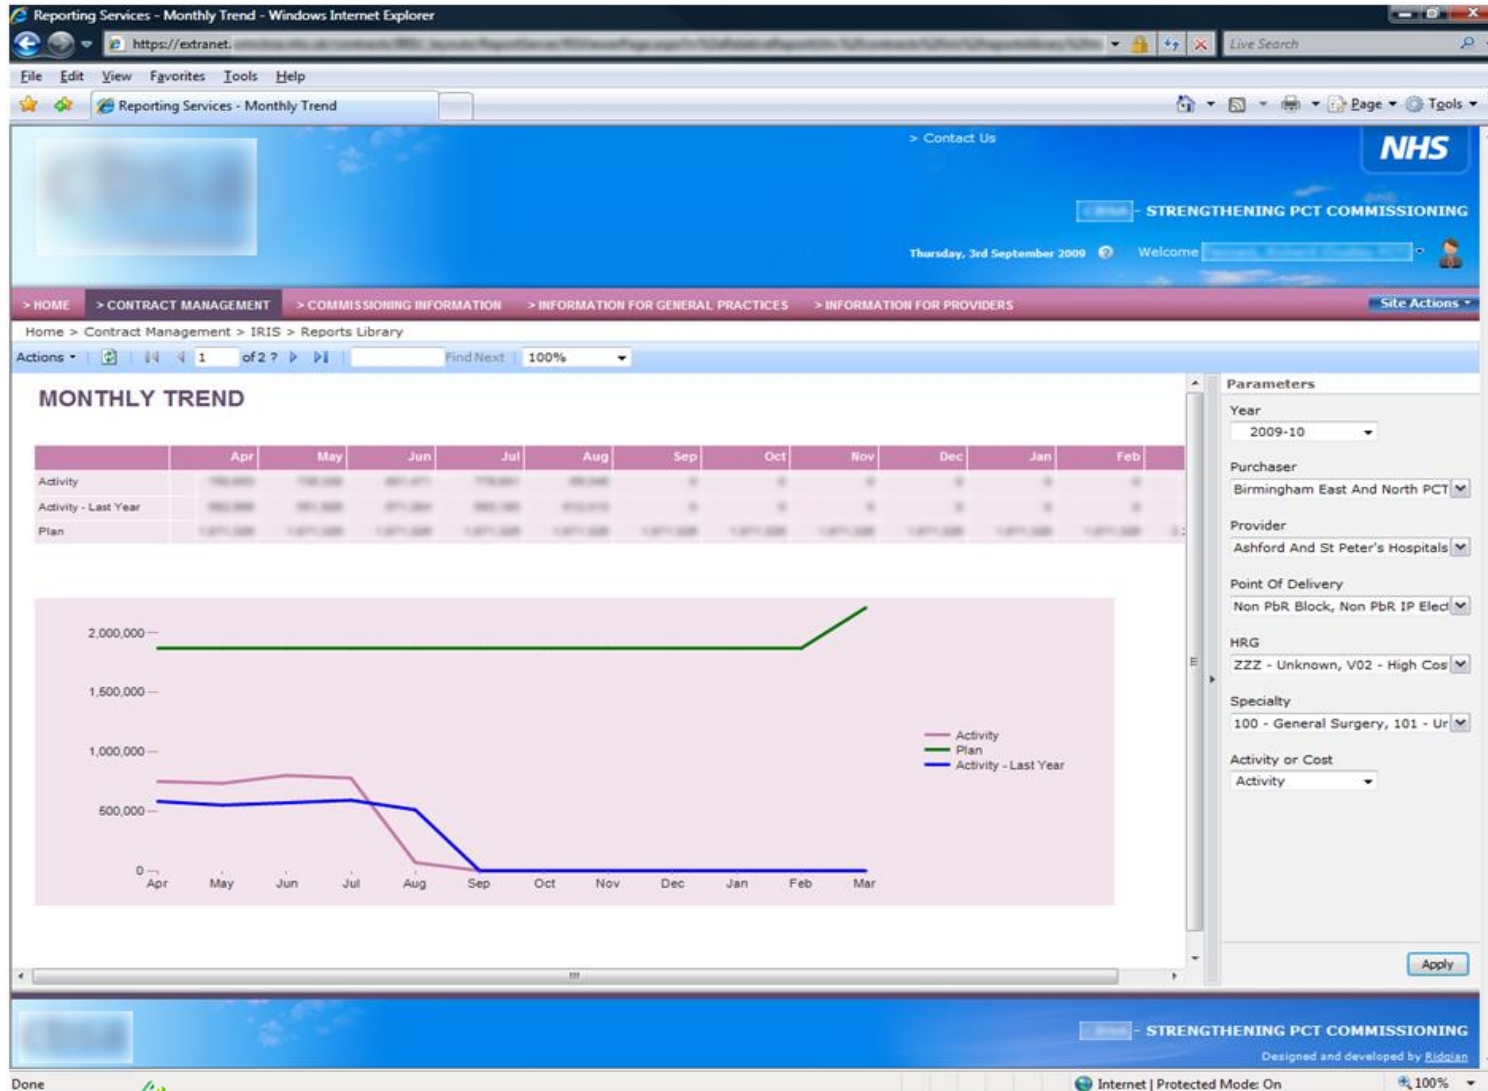 Reporting Services - Monthly Trend - Windows Internet Explorer
https://extranet.
Live Search
File Edit View Favorites Tools Help
Reporting Services - Monthly Trend
Page Tools
> Contact Us
NHS
- STRENGTHENING PCT COMMISSIONING
Thursday, 3rd September 2009 Welcome
> HOME > CONTRACT MANAGEMENT > COMMISSIONING INFORMATION > INFORMATION FOR GENERAL PRACTICES > INFORMATION FOR PROVIDERS Site Actions
Home > Contract Management > IRIS > Reports Library
Actions 1 of 2 ? Find Next 100%
MONTHLY TREND
Apr May Jun Jul Aug Sep Oct Nov Dec Jan Feb
Activity
Activity - Last Year
Plan
2,000,000
1,500,000
1,000,000
500,000
0
Apr May Jun Jul Aug Sep Oct Nov Dec Jan Feb Mar
Activity
Plan
Activity - Last Year
Parameters
Year
2009-10
Purchaser
Birmingham East And North PCT
Provider
Ashford And St Peter's Hospitals
Point Of Delivery
Non PbR Block, Non PbR IP Elect
HRG
ZZZ - Unknown, V02 - High Cos
Specialty
100 - General Surgery, 101 - Ur
Activity or Cost
Activity
Apply
- STRENGTHENING PCT COMMISSIONING
Designed and developed by Ridgian
Done
Internet | Protected Mode: On
100%